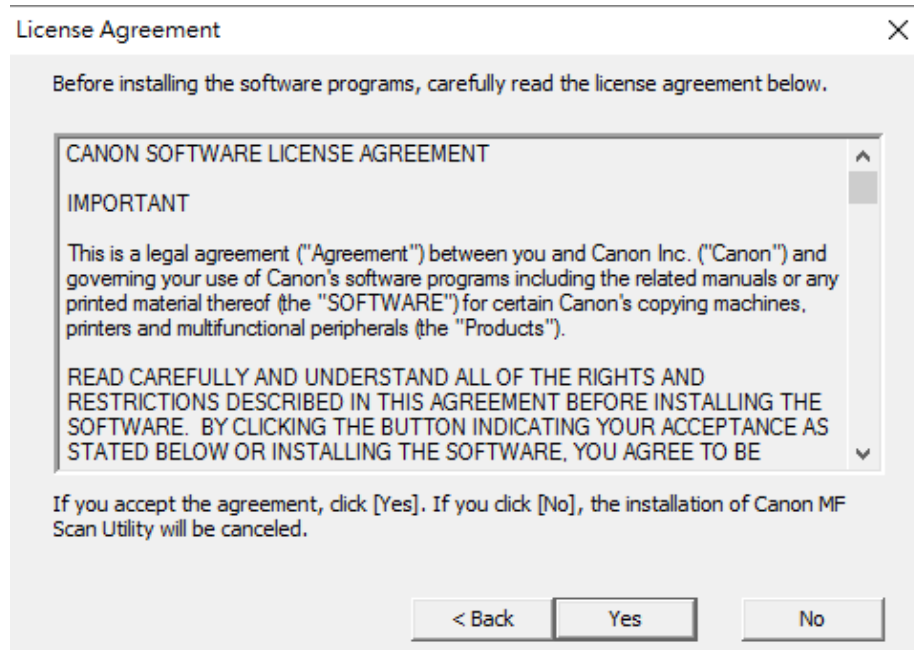 License Agreement
Before installing the software programs, carefully read the license agreement below.
CANON SOFTWARE LICENSE AGREEMENT
IMPORTANT
This is a legal agreement ("Agreement") between you and Canon Inc. ("Canon") and
governing your use of Canon's software programs including the related manuals or any
printed material thereof (the "SOFTWARE") for certain Canon's copying machines,
printers and multifunctional peripherals (the "Products").
READ CAREFULLY AND UNDERSTAND ALL OF THE RIGHTS AND
RESTRICTIONS DESCRIBED IN THIS AGREEMENT BEFORE INSTALLING THE
SOFTWARE.  BY CLICKING THE BUTTON INDICATING YOUR ACCEPTANCE AS
STATED BELOW OR INSTALLING THE SOFTWARE, YOU AGREE TO BE
If you accept the agreement, click [Yes]. If you click [No], the installation of Canon MF
Scan Utility will be canceled.
< Back Yes No